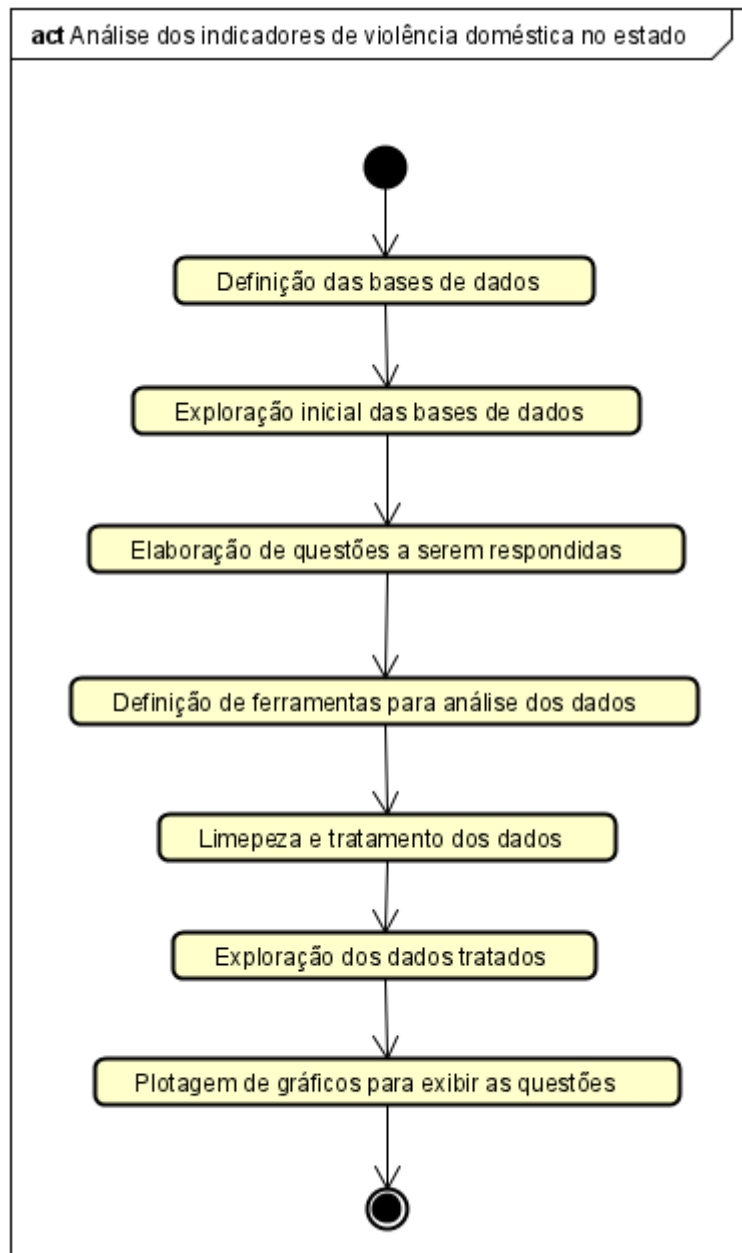 act Análise dos indicadores de violência doméstica no estado
Definição das bases de dados
Exploração inicial das bases de dados
Elaboração de questões a serem respondidas
Definição de ferramentas para análise dos dados
Limepeza e tratamento dos dados
Exploração dos dados tratados
Plotagem de gráficos para exibir as questões